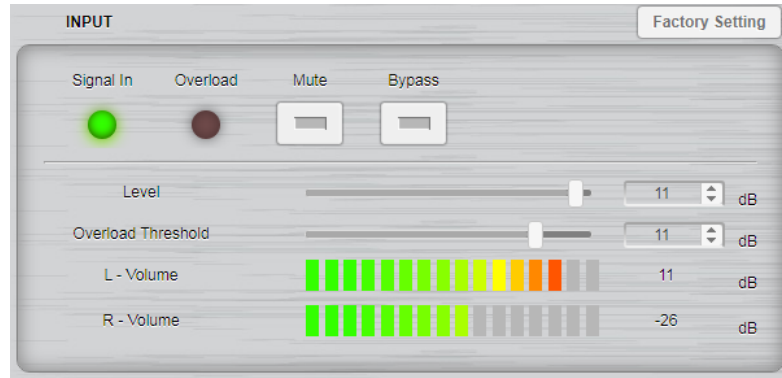 INPUT Factory Setting
Signal In Overload Mute Bypass
Level 11 dB
Overload Threshold 11 dB
L - Volume 11 dB
R - Volume -26 dB